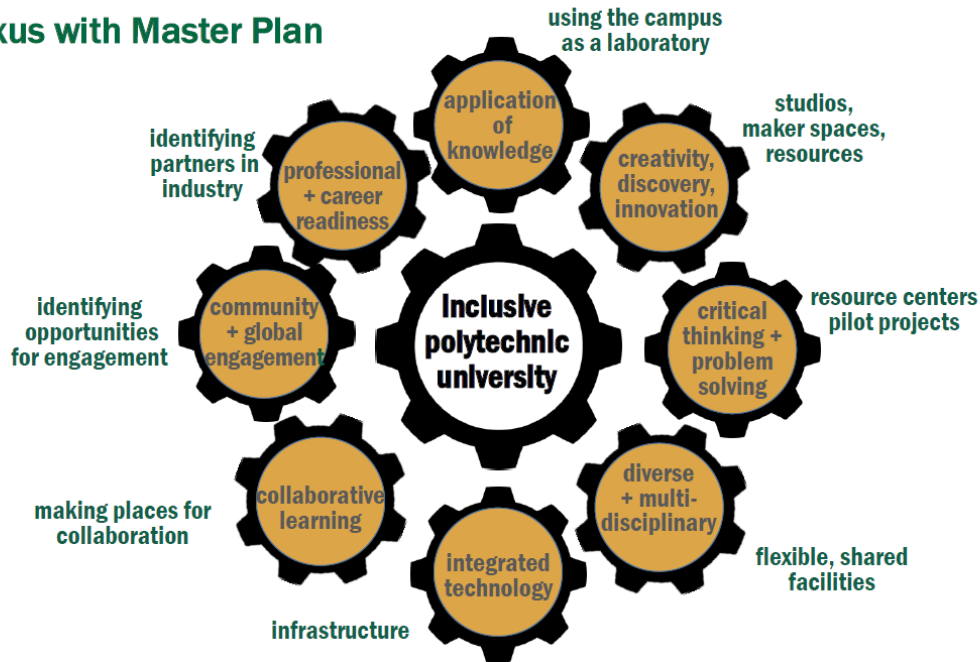 xus with Master Plan
using the campus
as a laboratory
application
of
knowledge
studios,
maker spaces,
resources
creativity,
discovery,
innovation
identifying
partners in
industry
professional
+ career
readiness
Inclusive
polytechnic
university
resource centers
pilot projects
critical
thinking +
problem
solving
identifying
opportunities
for engagement
community
+ global
engagement
diverse
+ multi-
disciplinary
flexible, shared
facilities
collaborative
learning
making places for
collaboration
integrated
technology
infrastructure